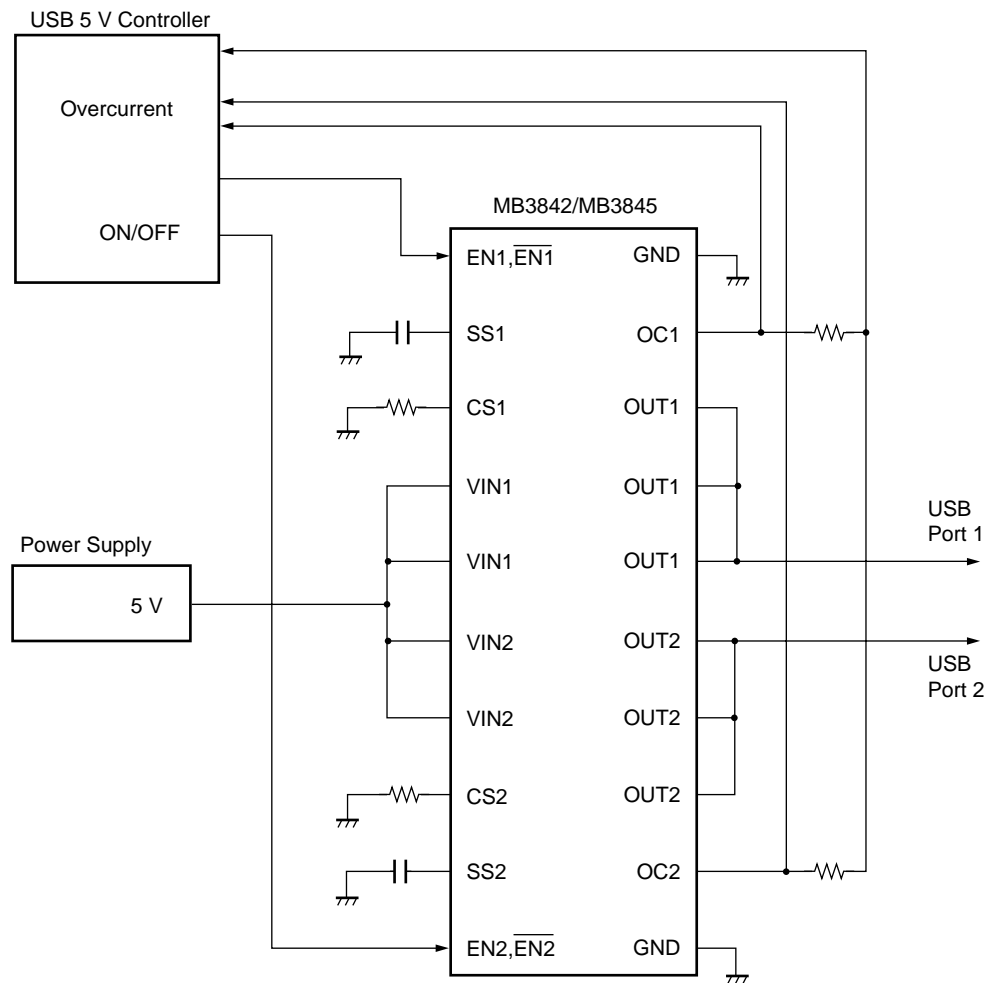 USB 5 V Controller
Overcurrent
ON/OFF
MB3842/MB3845
EN1,EN1
GND
SS1
OC1
CS1
OUT1
VIN1
OUT1
USB
Port 1
VIN1
OUT1
Power Supply
5 V
VIN2
OUT2
USB
Port 2
VIN2
OUT2
CS2
OUT2
SS2
OC2
EN2,EN2
GND